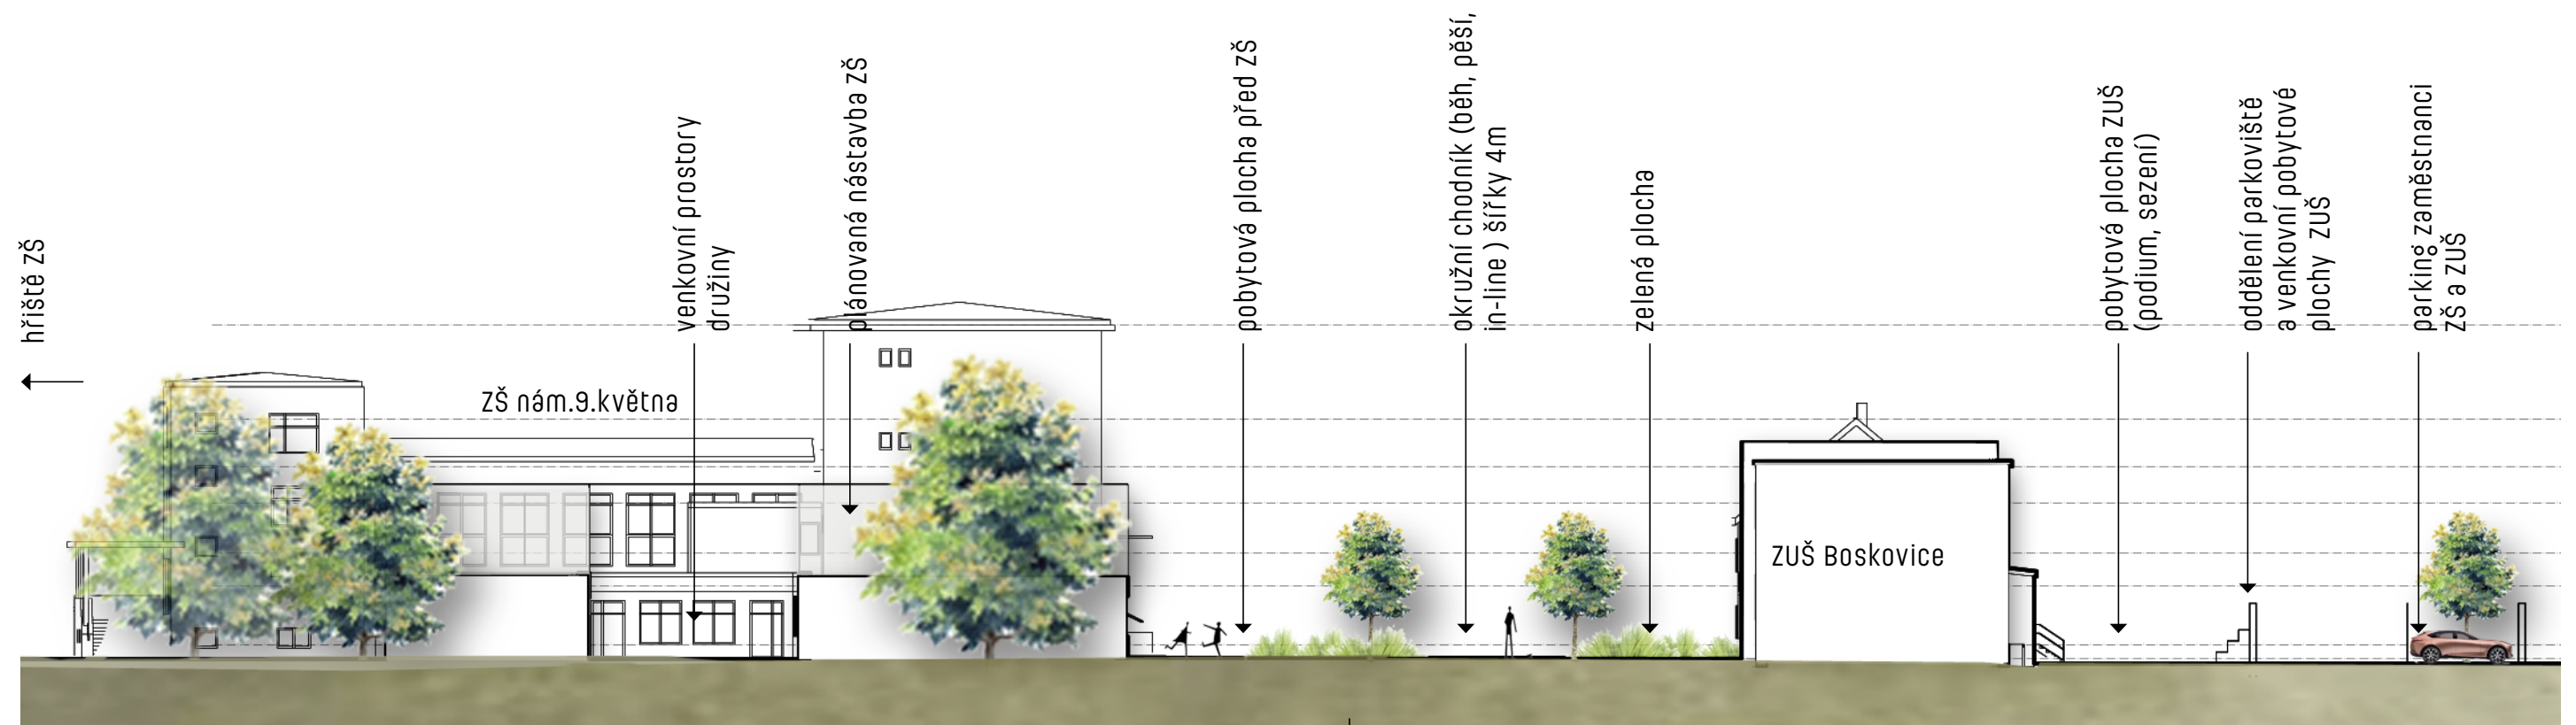 hřiště ZŠ
ZŠ nám.9.května
venkovní prostory
družiny
plánovaná nástavba ZŠ
pobytová plocha před ZŠ
okružní chodník (běh, pěší,
in-line ) šířky 4m
zelená plocha
ZUŠ Boskovice
pobytová plocha ZUŠ
(podium, sezení)
oddělení parkoviště
a venkovní pobytové
plochy ZUŠ
parking zaměstnanci
ZŠ a ZUŠ